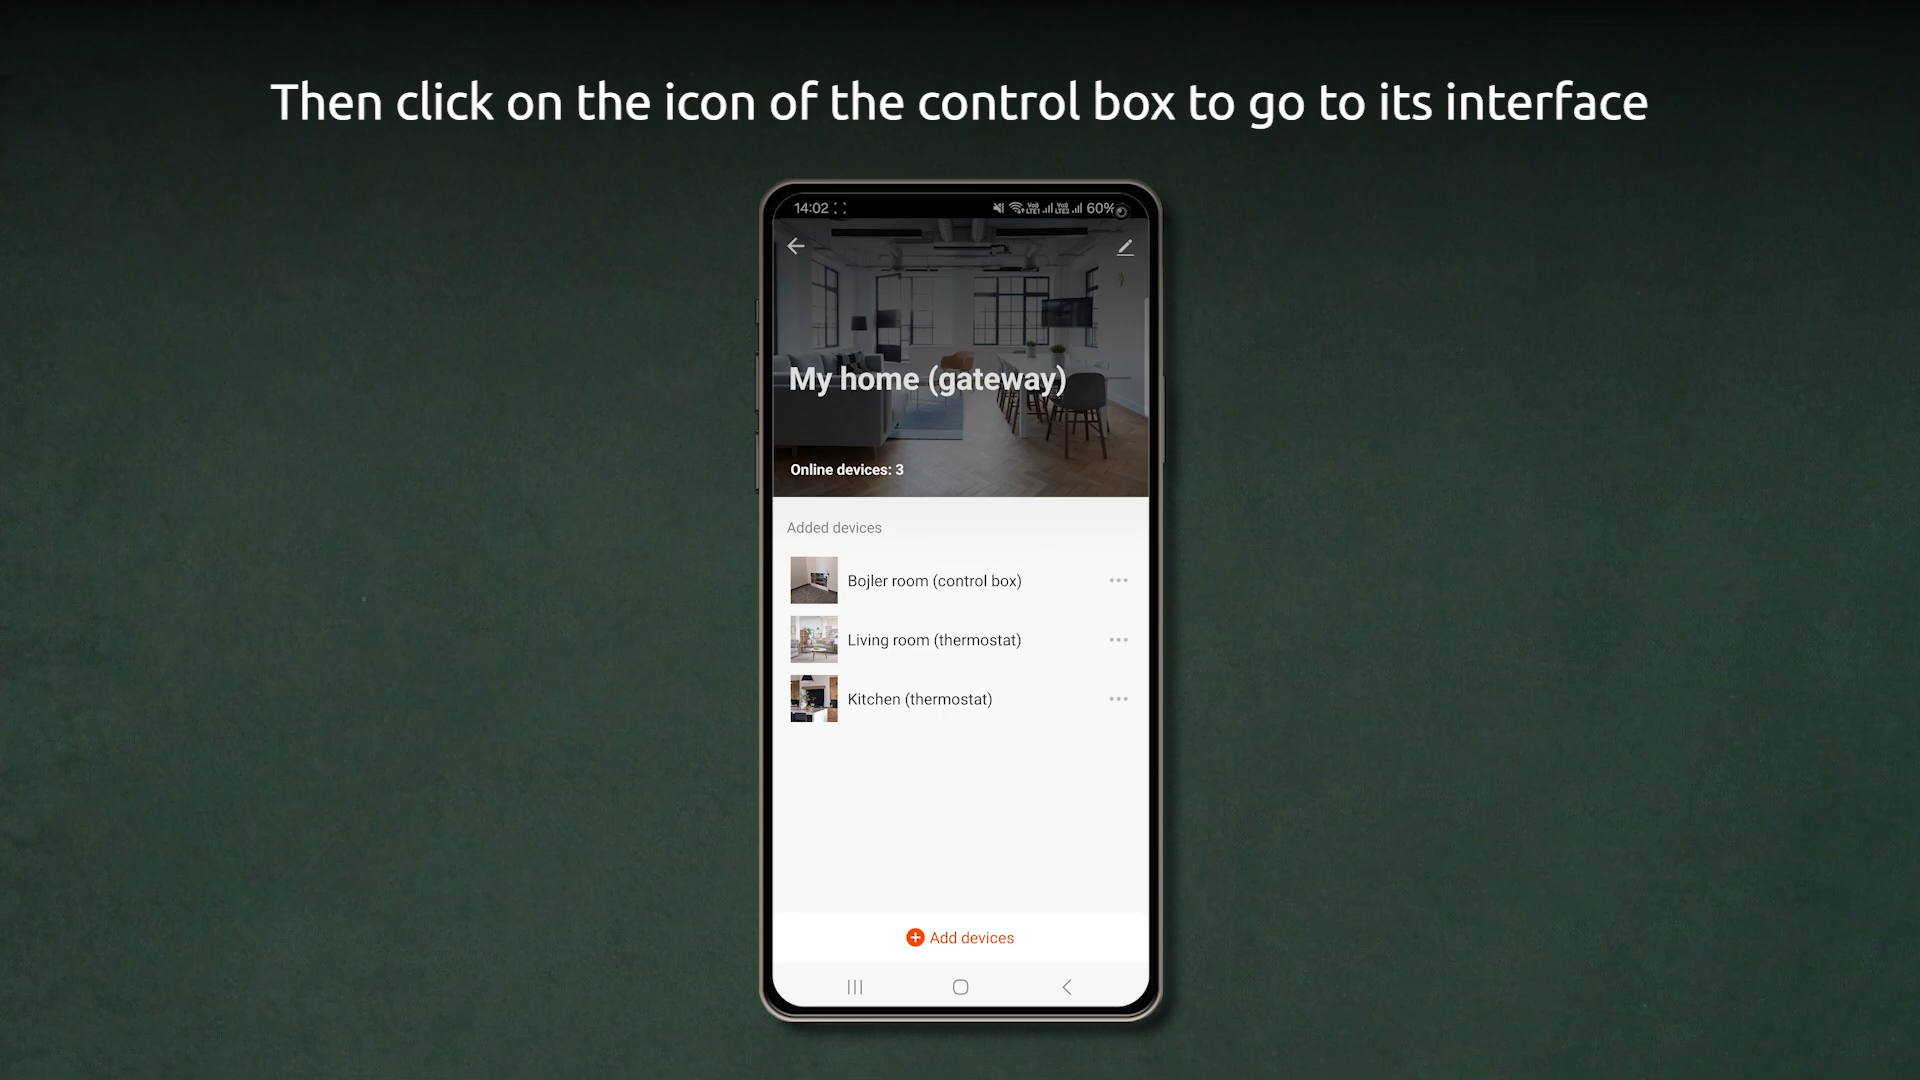 Then click on the icon of the control box to go to its interface
14:02
60%
My home (gateway)
Online devices: 3
Added devices
Bojler room (control box)
Living room (thermostat)
Kitchen (thermostat)
Add devices